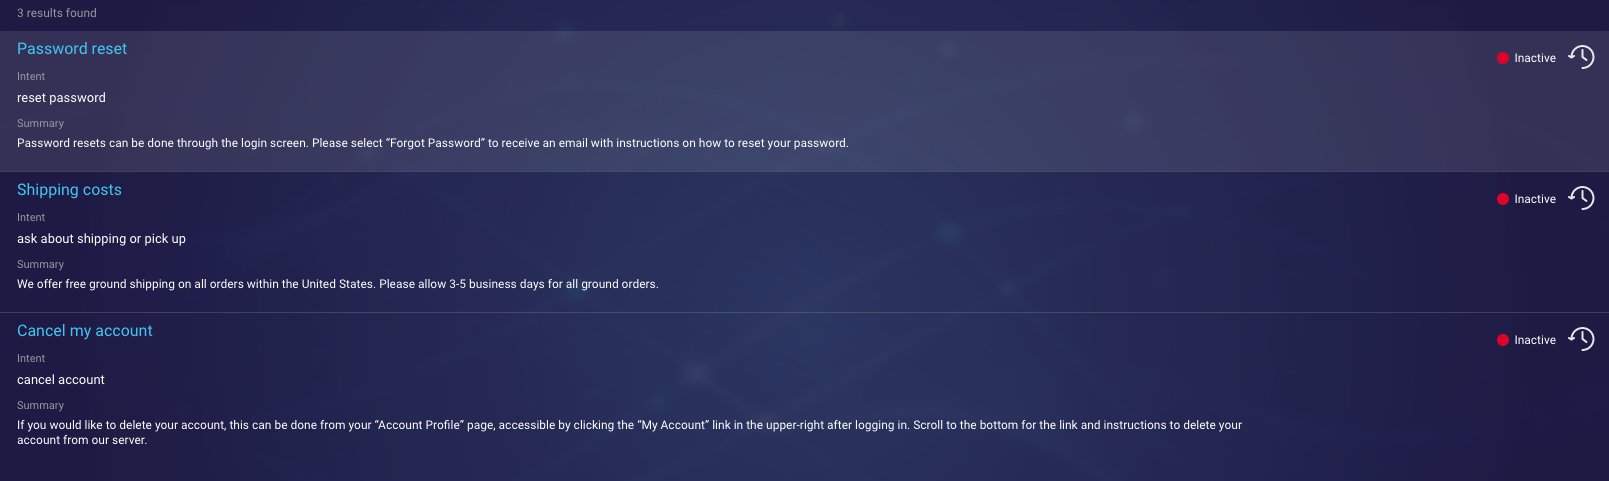 3 results found
Password reset
Inactive
Intent
reset password
Summary
Password resets can be done through the login screen. Please select “Forgot Password” to receive an email with instructions on how to reset your password.
Shipping costs
Inactive
Intent
ask about shipping or pick up
Summary
We offer free ground shipping on all orders within the United States. Please allow 3-5 business days for all ground orders.
Cancel my account
Inactive
Intent
cancel account
Summary
If you would like to delete your account, this can be done from your “Account Profile” page, accessible by clicking the “My Account” link in the upper-right after logging in. Scroll to the bottom for the link and instructions to delete your
account from our server.